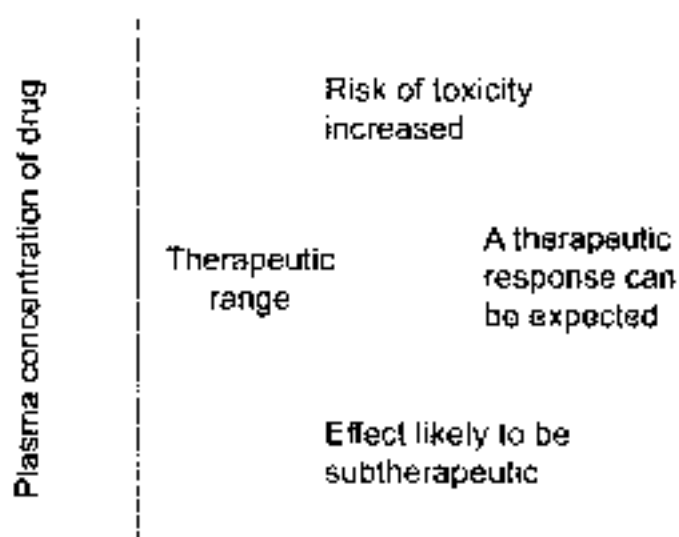 Plasma concentration of drug
Risk of toxicity
increased
Therapeutic
range
A therapeutic
response can
be expected
Effect likely to be
subtherapeutic